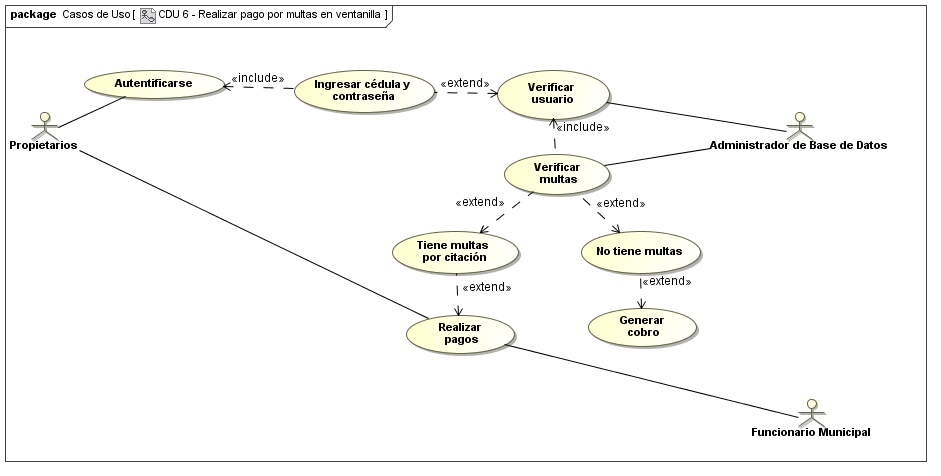 package Casos de Uso [ CDU 6 - Realizar pago por multas en ventanilla ]
Autentificarse
«include»
Ingresar cédula y
contraseña
«extend»
Verificar
usuario
Propietarios
«include»
Administrador de Base de Datos
Verificar
multas
«extend»
«extend»
Tiene multas
por citación
No tiene multas
«extend»
«extend»
Realizar
pagos
Generar
cobro
Funcionario Municipal